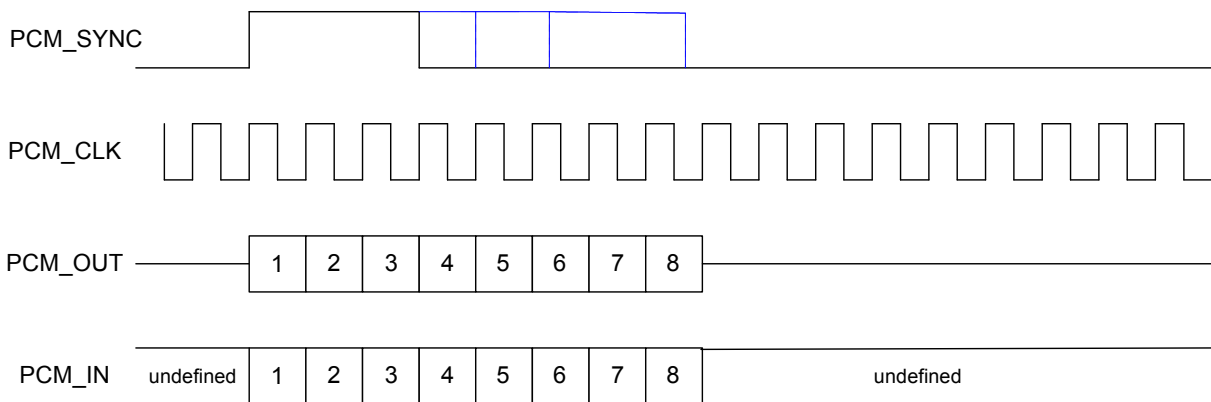 PCM_SYNC
PCM_CLK
PCM_OUT 1 2 3 4 5 6 7 8
PCM_IN undefined 1 2 3 4 5 6 7 8 undefined